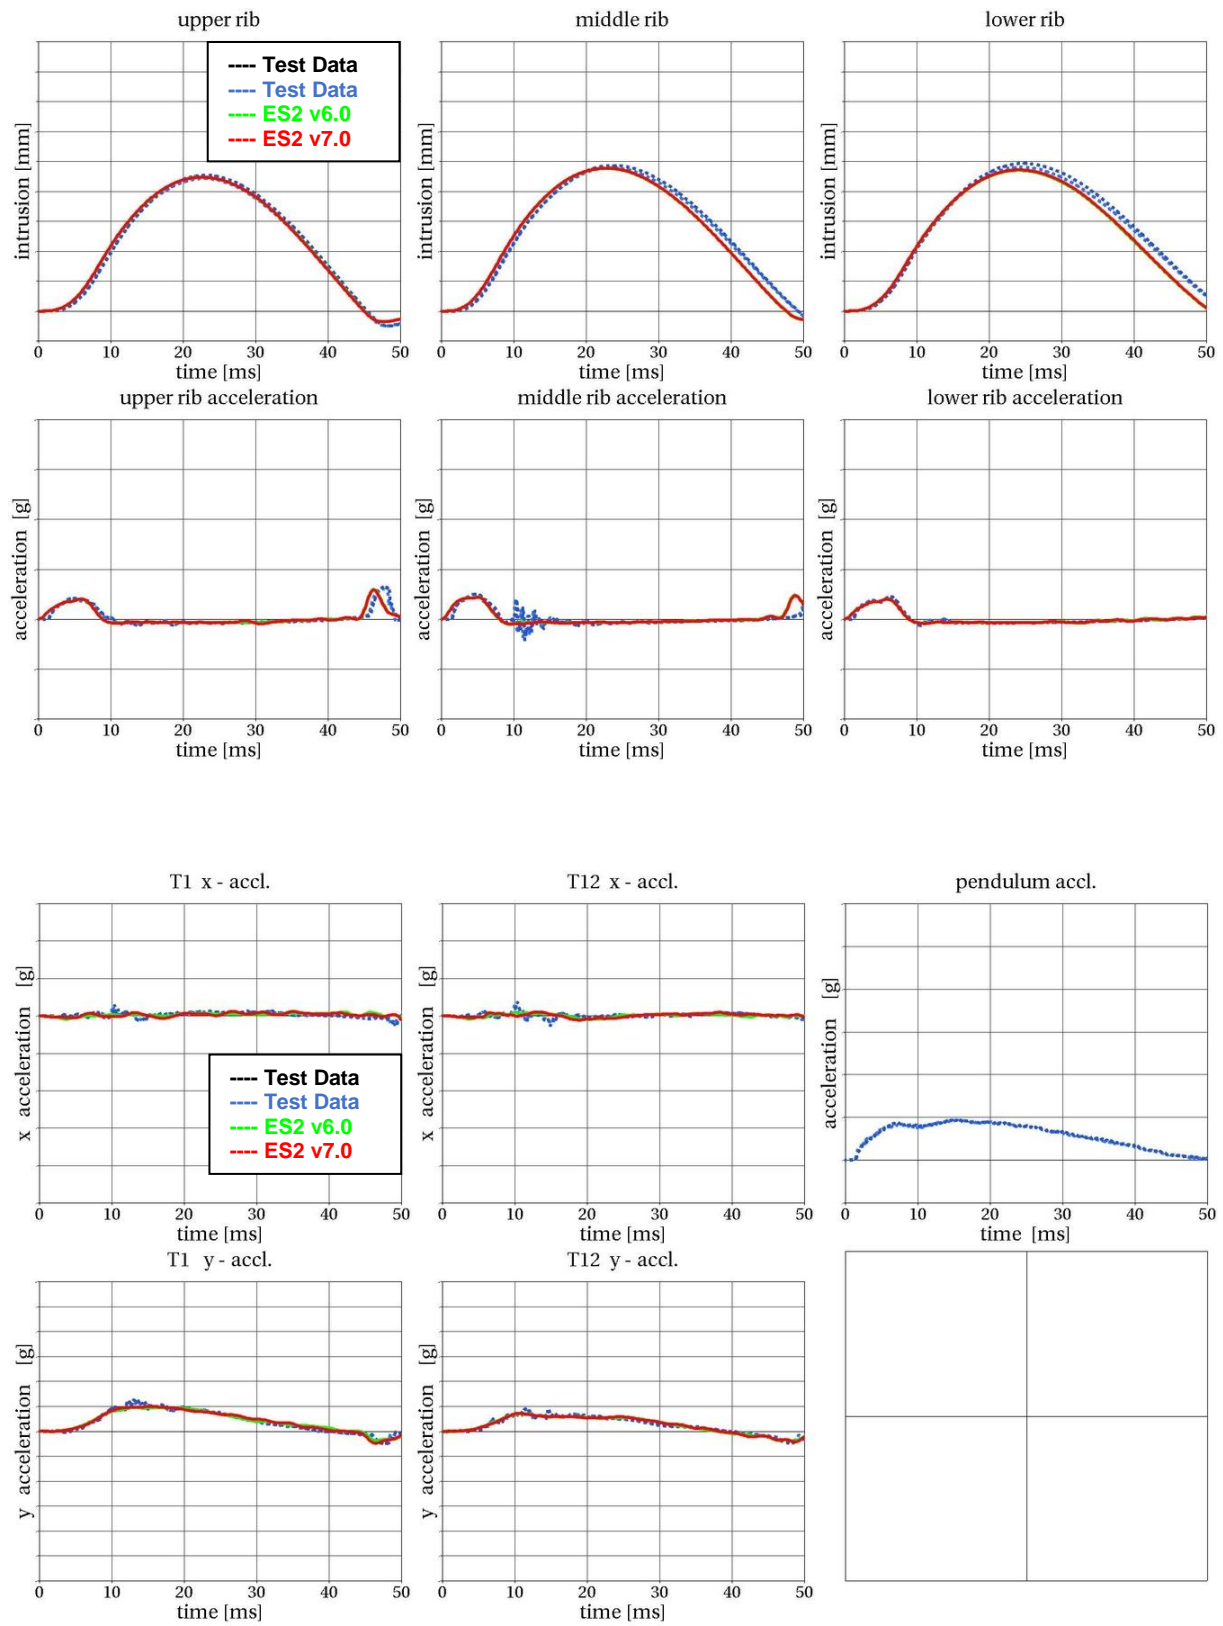 upper rib
middle rib
lower rib
---- Test Data
---- Test Data
---- ES2 v6.0
---- ES2 v7.0
intrusion [mm]
intrusion [mm]
intrusion [mm]
0 10 20 30 40 50
0 10 20 30 40 50
0 10 20 30 40 50
time [ms]
time [ms]
time [ms]
upper rib acceleration
middle rib acceleration
lower rib acceleration
acceleration [g]
acceleration [g]
acceleration [g]
0 10 20 30 40 50
0 10 20 30 40 50
0 10 20 30 40 50
time [ms]
time [ms]
time [ms]
T1 x - accl.
T12 x - accl.
pendulum accl.
x acceleration [g]
x acceleration [g]
acceleration [g]
---- Test Data
---- Test Data
---- ES2 v6.0
---- ES2 v7.0
0 10 20 30 40 50
0 10 20 30 40 50
0 10 20 30 40 50
time [ms]
time [ms]
time [ms]
T1 y - accl.
T12 y - accl.
y acceleration [g]
y acceleration [g]
0 10 20 30 40 50
0 10 20 30 40 50
time [ms]
time [ms]